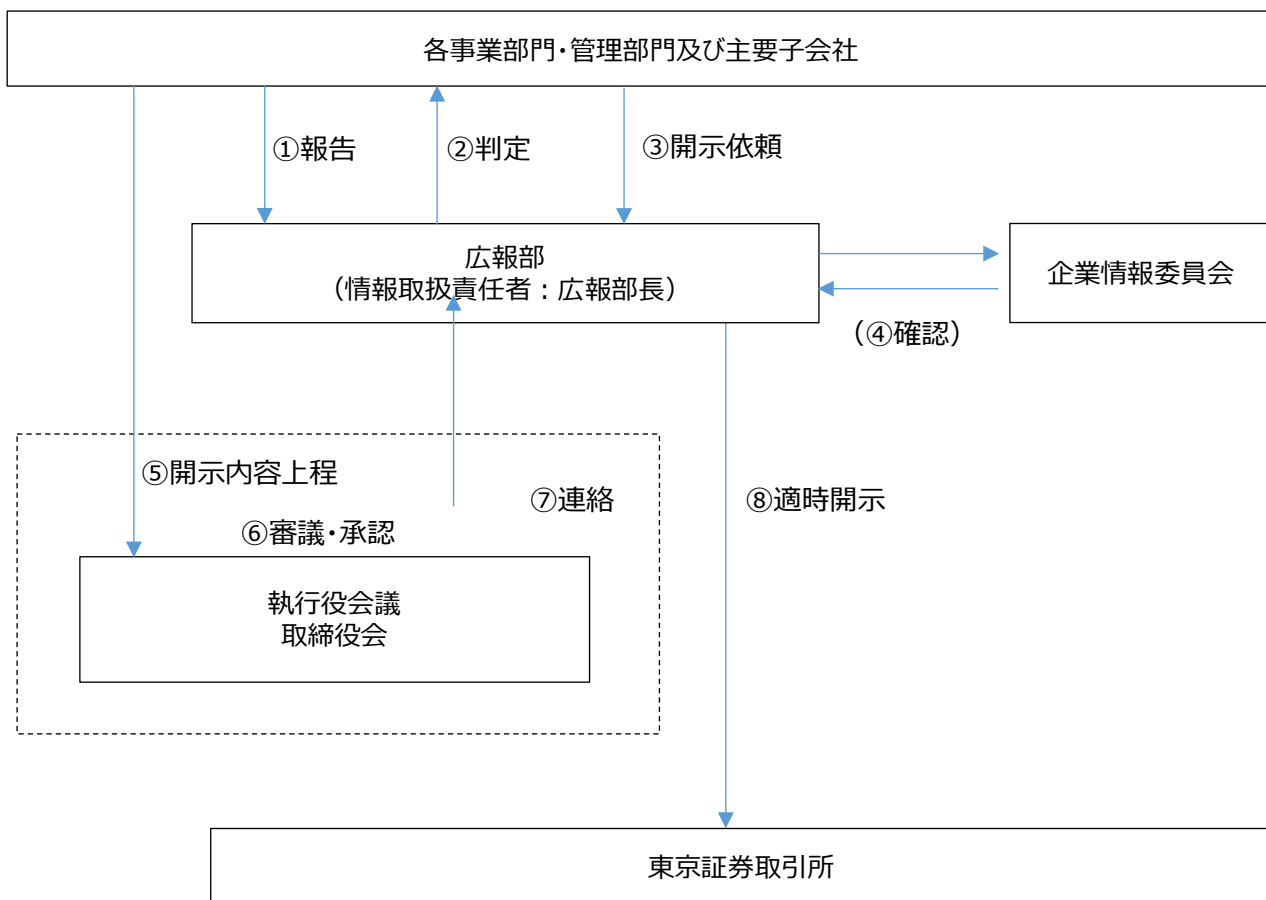 各事業部門・管理部門及び主要子会社
①報告
②判定
③開示依頼
広報部
（情報取扱責任者：広報部長）
企業情報委員会
（④確認）
⑤開示内容上程
⑦連絡
⑧適時開示
⑥審議・承認
執行役会議
取締役会
東京証券取引所